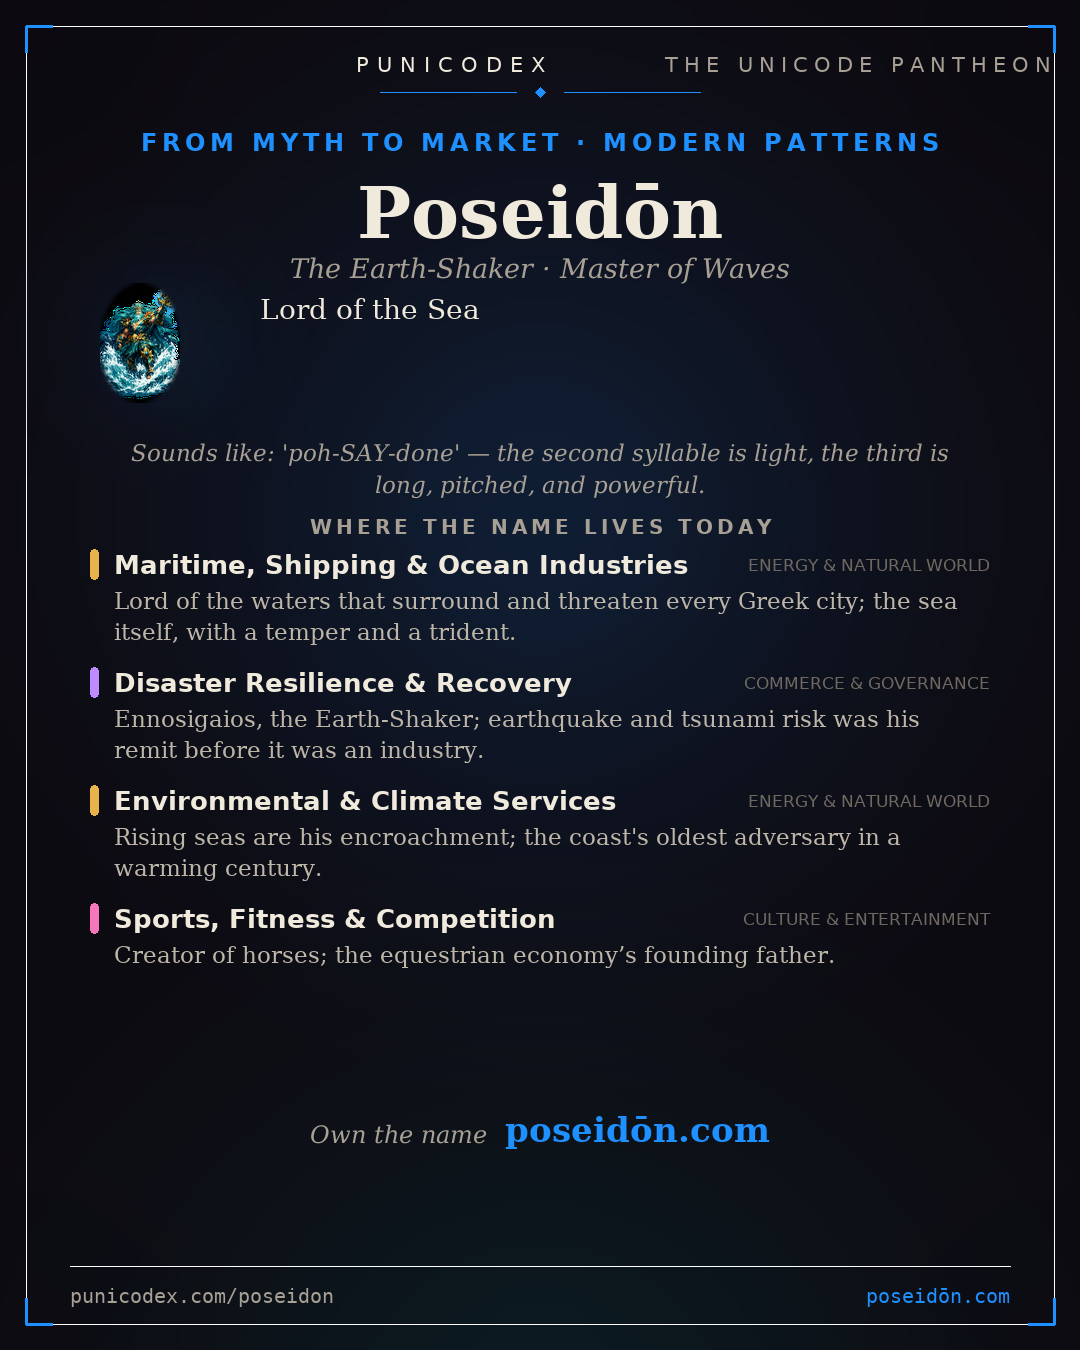 PUNICODEX THE UNICODE PANTHEON
FROM MYTH TO MARKET · MODERN PATTERNS
Poseidōn
The Earth-Shaker · Master of Waves
Lord of the Sea
Sounds like: 'poh-SAY-done' — the second syllable is light, the third is
long, pitched, and powerful.
WHERE THE NAME LIVES TODAY
Maritime, Shipping & Ocean Industries ENERGY & NATURAL WORLD
Lord of the waters that surround and threaten every Greek city; the sea
itself, with a temper and a trident.
Disaster Resilience & Recovery COMMERCE & GOVERNANCE
Ennosigaios, the Earth-Shaker; earthquake and tsunami risk was his
remit before it was an industry.
Environmental & Climate Services ENERGY & NATURAL WORLD
Rising seas are his encroachment; the coast's oldest adversary in a
warming century.
Sports, Fitness & Competition CULTURE & ENTERTAINMENT
Creator of horses; the equestrian economy’s founding father.
Own the name poseidōn.com
punicodex.com/poseidon poseidōn.com